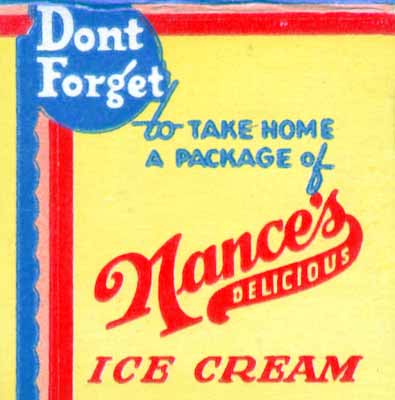 Dont
Forget
to TAKE HOME
A PACKAGE of
Nance's
DELICIOUS
ICE CREAM